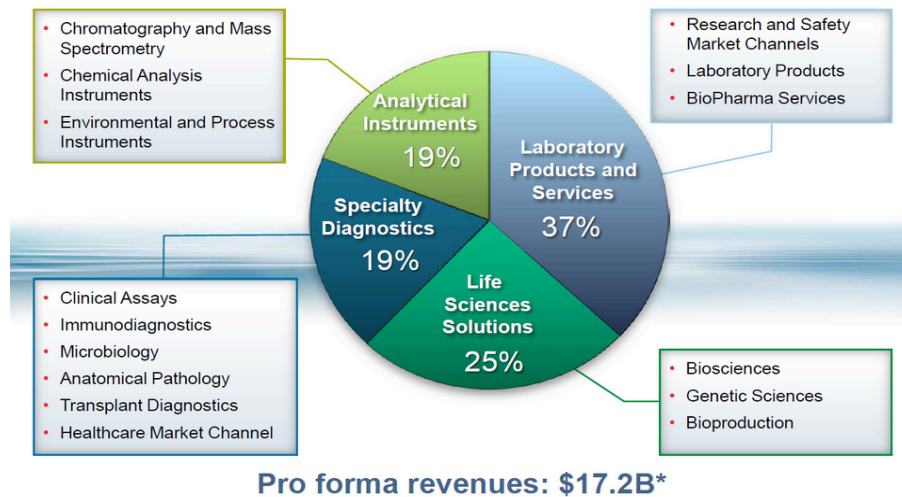 • Chromatography and Mass
Spectrometry
• Chemical Analysis
Instruments
• Environmental and Process
Instruments
• Research and Safety
Market Channels
• Laboratory Products
• BioPharma Services
Analytical
Instruments
19%
Laboratory
Products and
Services
37%
Specialty
Diagnostics
19%
Life
Sciences
Solutions
25%
• Clinical Assays
• Immunodiagnostics
• Microbiology
• Anatomical Pathology
• Transplant Diagnostics
• Healthcare Market Channel
• Biosciences
• Genetic Sciences
• Bioproduction
Pro forma revenues: $17.2B*